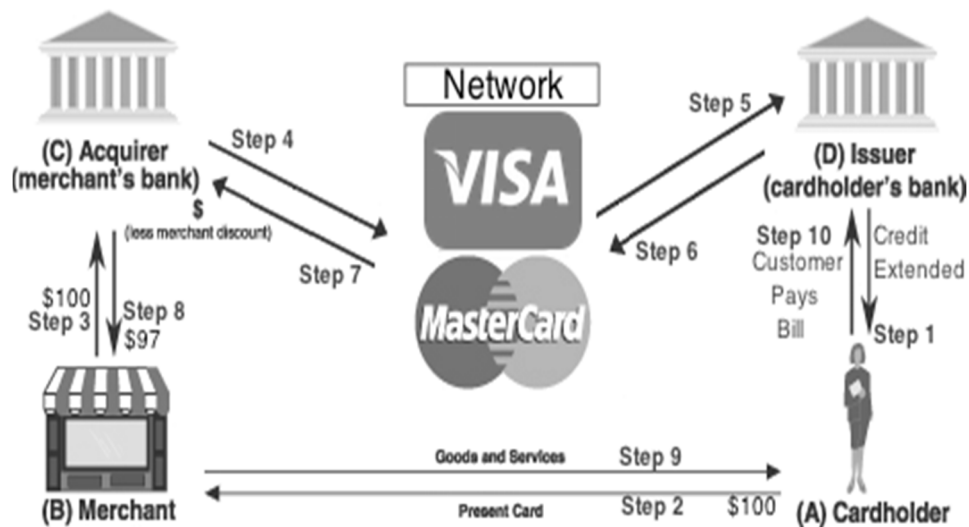 Network
VISA
MasterCard
(C) Acquirer
(merchant's bank)
$
(less merchant discount)
Step 4
Step 7
Step 5
Step 6
(D) Issuer
(cardholder's bank)
Step 10
Customer
Pays
Bill
Credit
Extended
Step 1
$100
Step 3
Step 8
$97
Goods and Services Step 9
Present Card Step 2 $100
(B) Merchant
(A) Cardholder